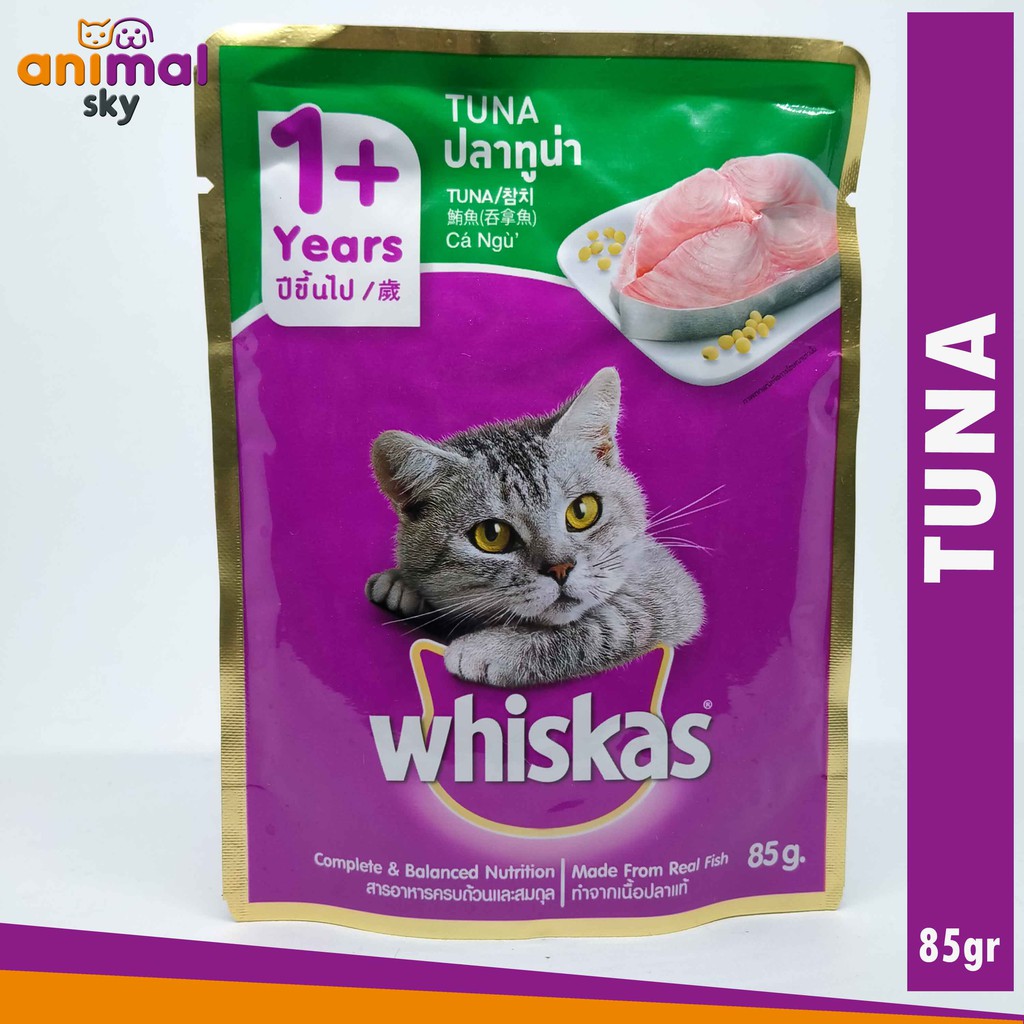 animal
sky
1+
Years
ปีขึ้นไป / 歲
TUNA
ปลาทูน่า
TUNA/참치
鮪魚(吞拿魚)
Cá Ngừ
whiskas®
Complete & Balanced Nutrition
สารอาหารครบถ้วนและสมดุล
Made From Real Fish
ทำจากเนื้อปลาแท้
85g.
TUNA
85gr